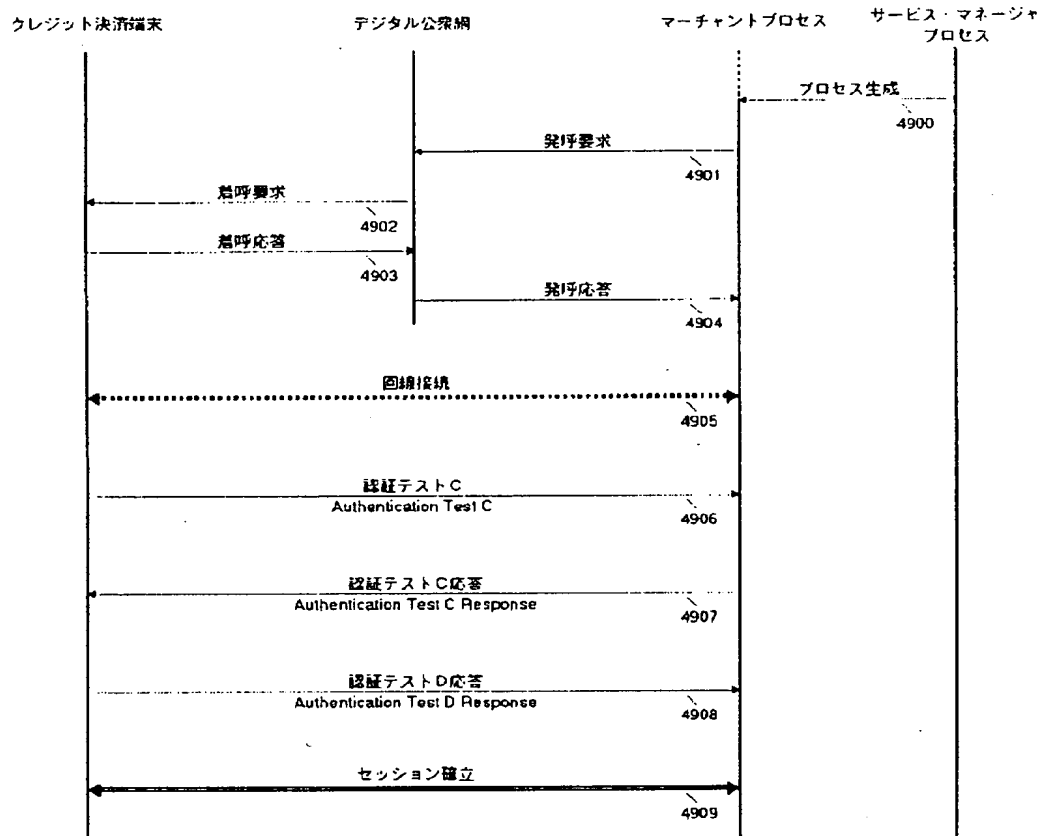 クレジット決済端末
デジタル公衆網
マーチャントプロセス
サービス・マネージャ
プロセス
プロセス生成
4900
発呼要求
4901
着呼要求
4902
着呼応答
4903
発呼応答
4904
回線接続
4905
認証テストC
Authentication Test C
4906
認証テストC応答
Authentication Test C Response
4907
認証テストD応答
Authentication Test D Response
4908
セッション確立
4909